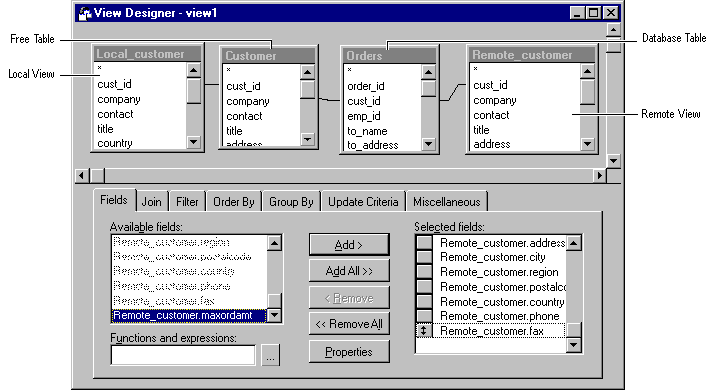 View Designer - view1
Free Table
Database Table
Local View
Remote View
Local_customer
*
cust_id
company
contact
title
country
Customer
*
cust_id
company
contact
title
address
Orders
*
order_id
cust_id
emp_id
to_name
to_address
Remote_customer
*
cust_id
company
contact
title
address
Fields
Join
Filter
Order By
Group By
Update Criteria
Miscellaneous
Available fields:
Remote_customer.region
Remote_customer.postalcode
Remote_customer.country
Remote_customer.phone
Remote_customer.fax
Remote_customer.maxordamt
Functions and expressions:
...
Add >
Add All >>
< Remove
<< Remove All
Properties
Selected fields:
Remote_customer.address
Remote_customer.city
Remote_customer.region
Remote_customer.postalco
Remote_customer.country
Remote_customer.phone
Remote_customer.fax